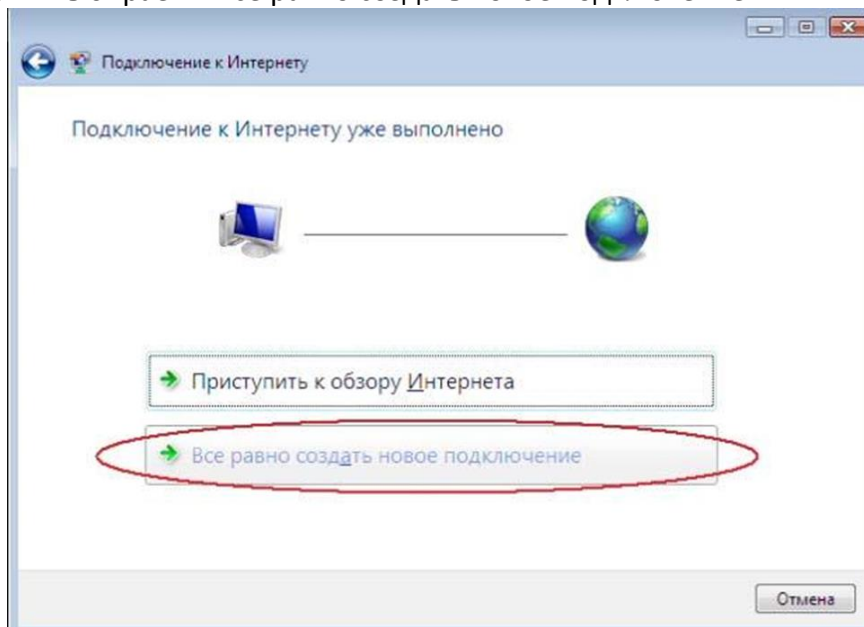 Подключение к Интернету
Подключение к Интернету уже выполнено
Приступить к обзору Интернета
Все равно создать новое подключение
Отмена